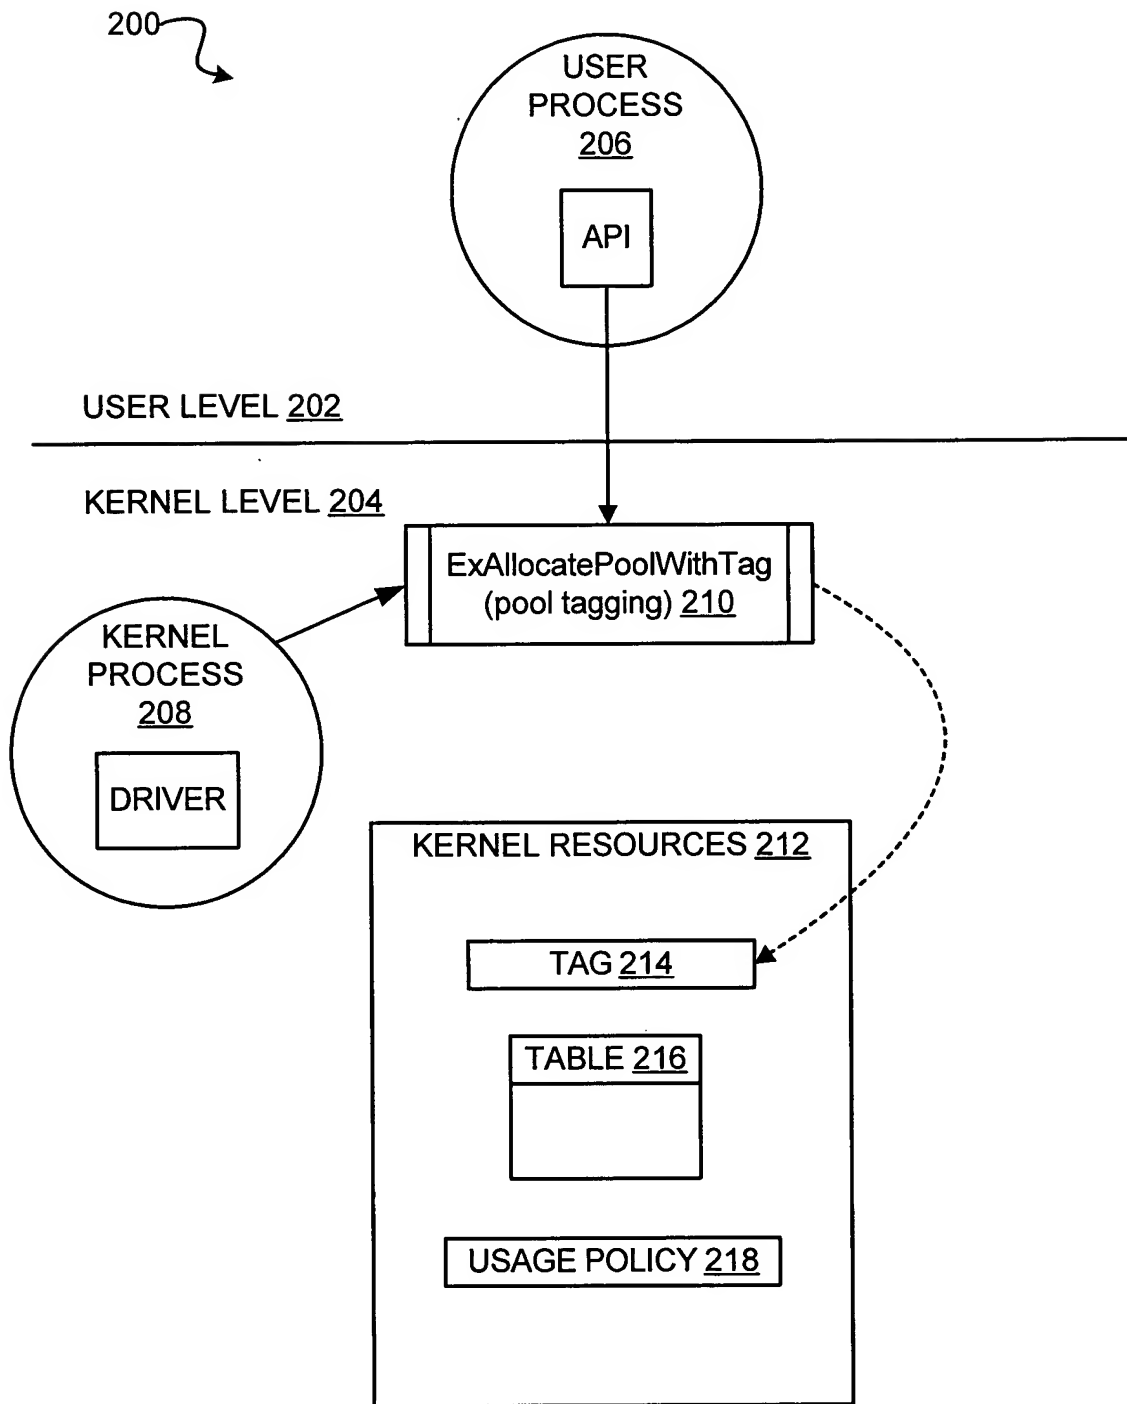 200
USER
PROCESS
206
API
USER LEVEL 202
KERNEL LEVEL 204
ExAllocatePoolWithTag
(pool tagging) 210
KERNEL
PROCESS
208
DRIVER
KERNEL RESOURCES 212
TAG 214
TABLE 216
USAGE POLICY 218